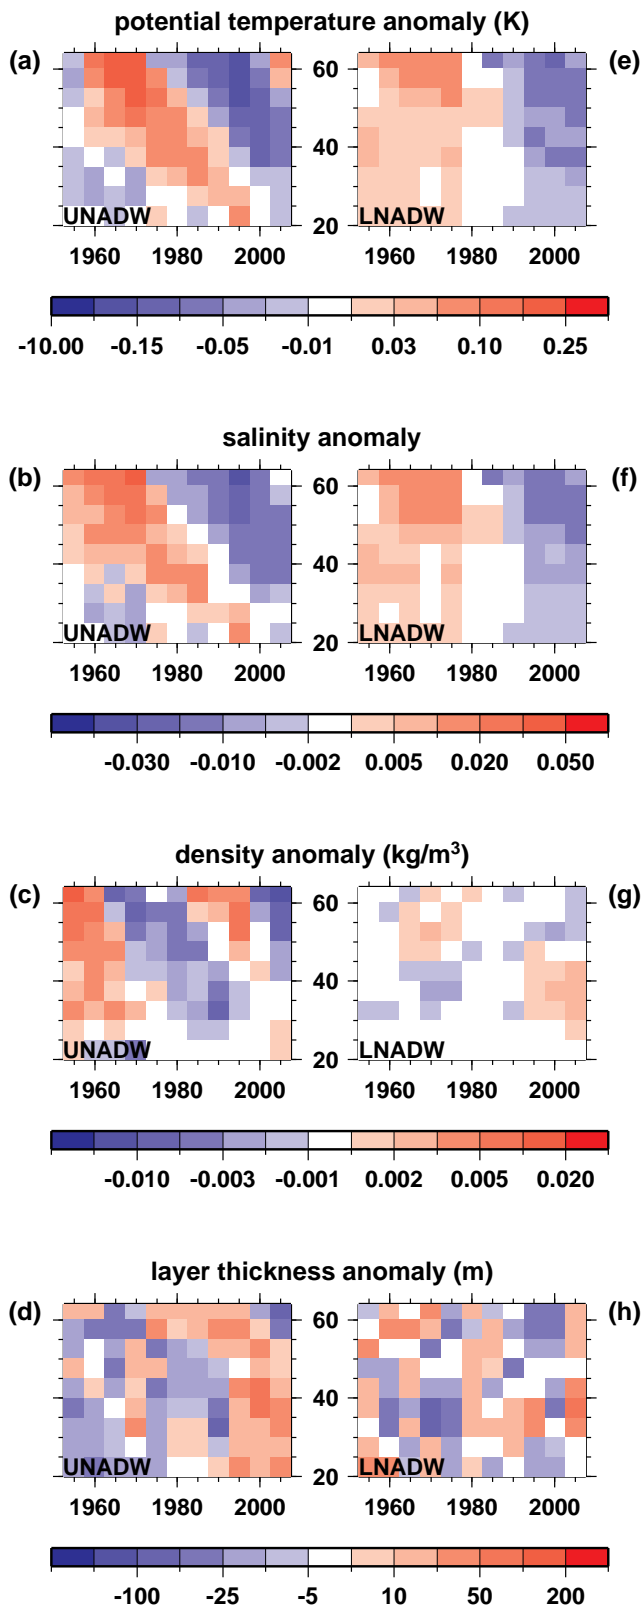 potential temperature anomaly (K)
(a) 60 (e)
40
UNADW 20 LNADW
1960 1980 2000 1960 1980 2000
-10.00 -0.15 -0.05 -0.01 0.03 0.10 0.25
salinity anomaly
(b) 60 (f)
40
UNADW 20 LNADW
1960 1980 2000 1960 1980 2000
-0.030 -0.010 -0.002 0.005 0.020 0.050
density anomaly (kg/m³)
(c) 60 (g)
40
UNADW 20 LNADW
1960 1980 2000 1960 1980 2000
-0.010 -0.003 -0.001 0.002 0.005 0.020
layer thickness anomaly (m)
(d) 60 (h)
40
UNADW 20 LNADW
1960 1980 2000 1960 1980 2000
-100 -25 -5 10 50 200